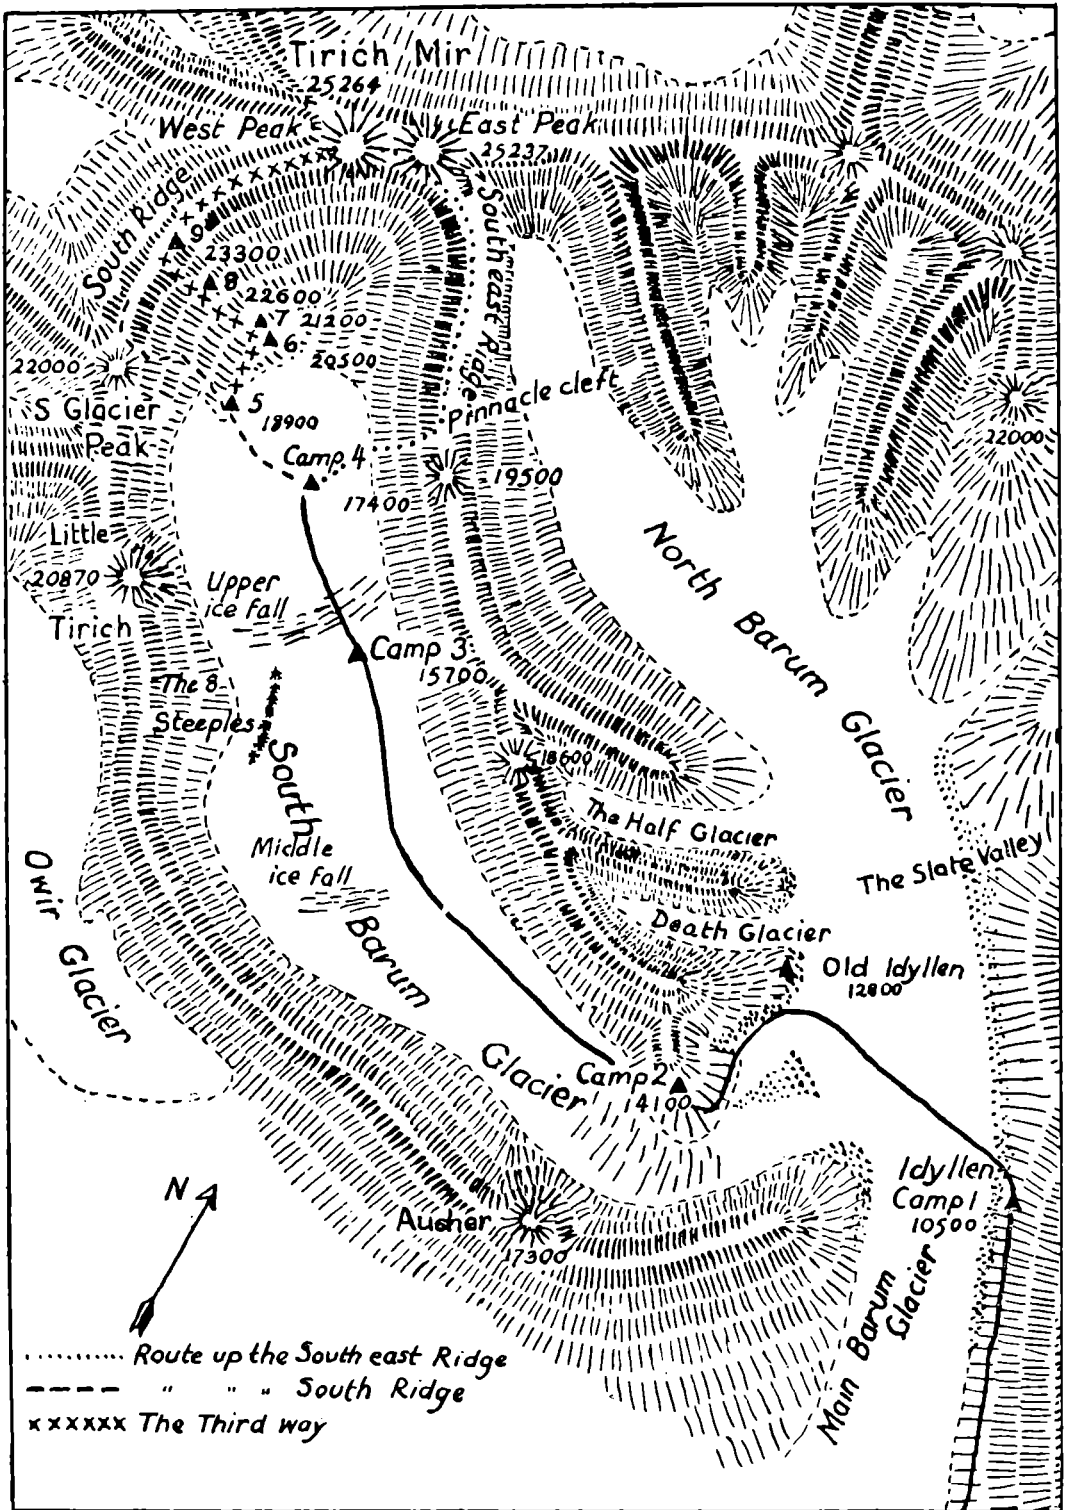 Tirich Mir
25264
West Peak
East Peak
25237
South Ridge
South east Ridge
9
23300
8
22600
7 21200
6
20500
22000
5
18900
Pinnacle cleft
S Glacier
Peak
22000
Camp 4
17400
19500
Little
20870
Tirich
Upper
ice fall
North Barum Glacier
Camp 3
15700
The 8
Steeples
18600
South Barum Glacier
The Half Glacier
Middle
ice fall
The Slate Valley
Owir Glacier
Death Glacier
Old Idyllen
12800
Camp 2
14100
Idyllen
Camp 1
10500
N
Ausher
17300
Main Barum
Glacier
Route up the South east Ridge
" " " South Ridge
xxxxxx The Third way